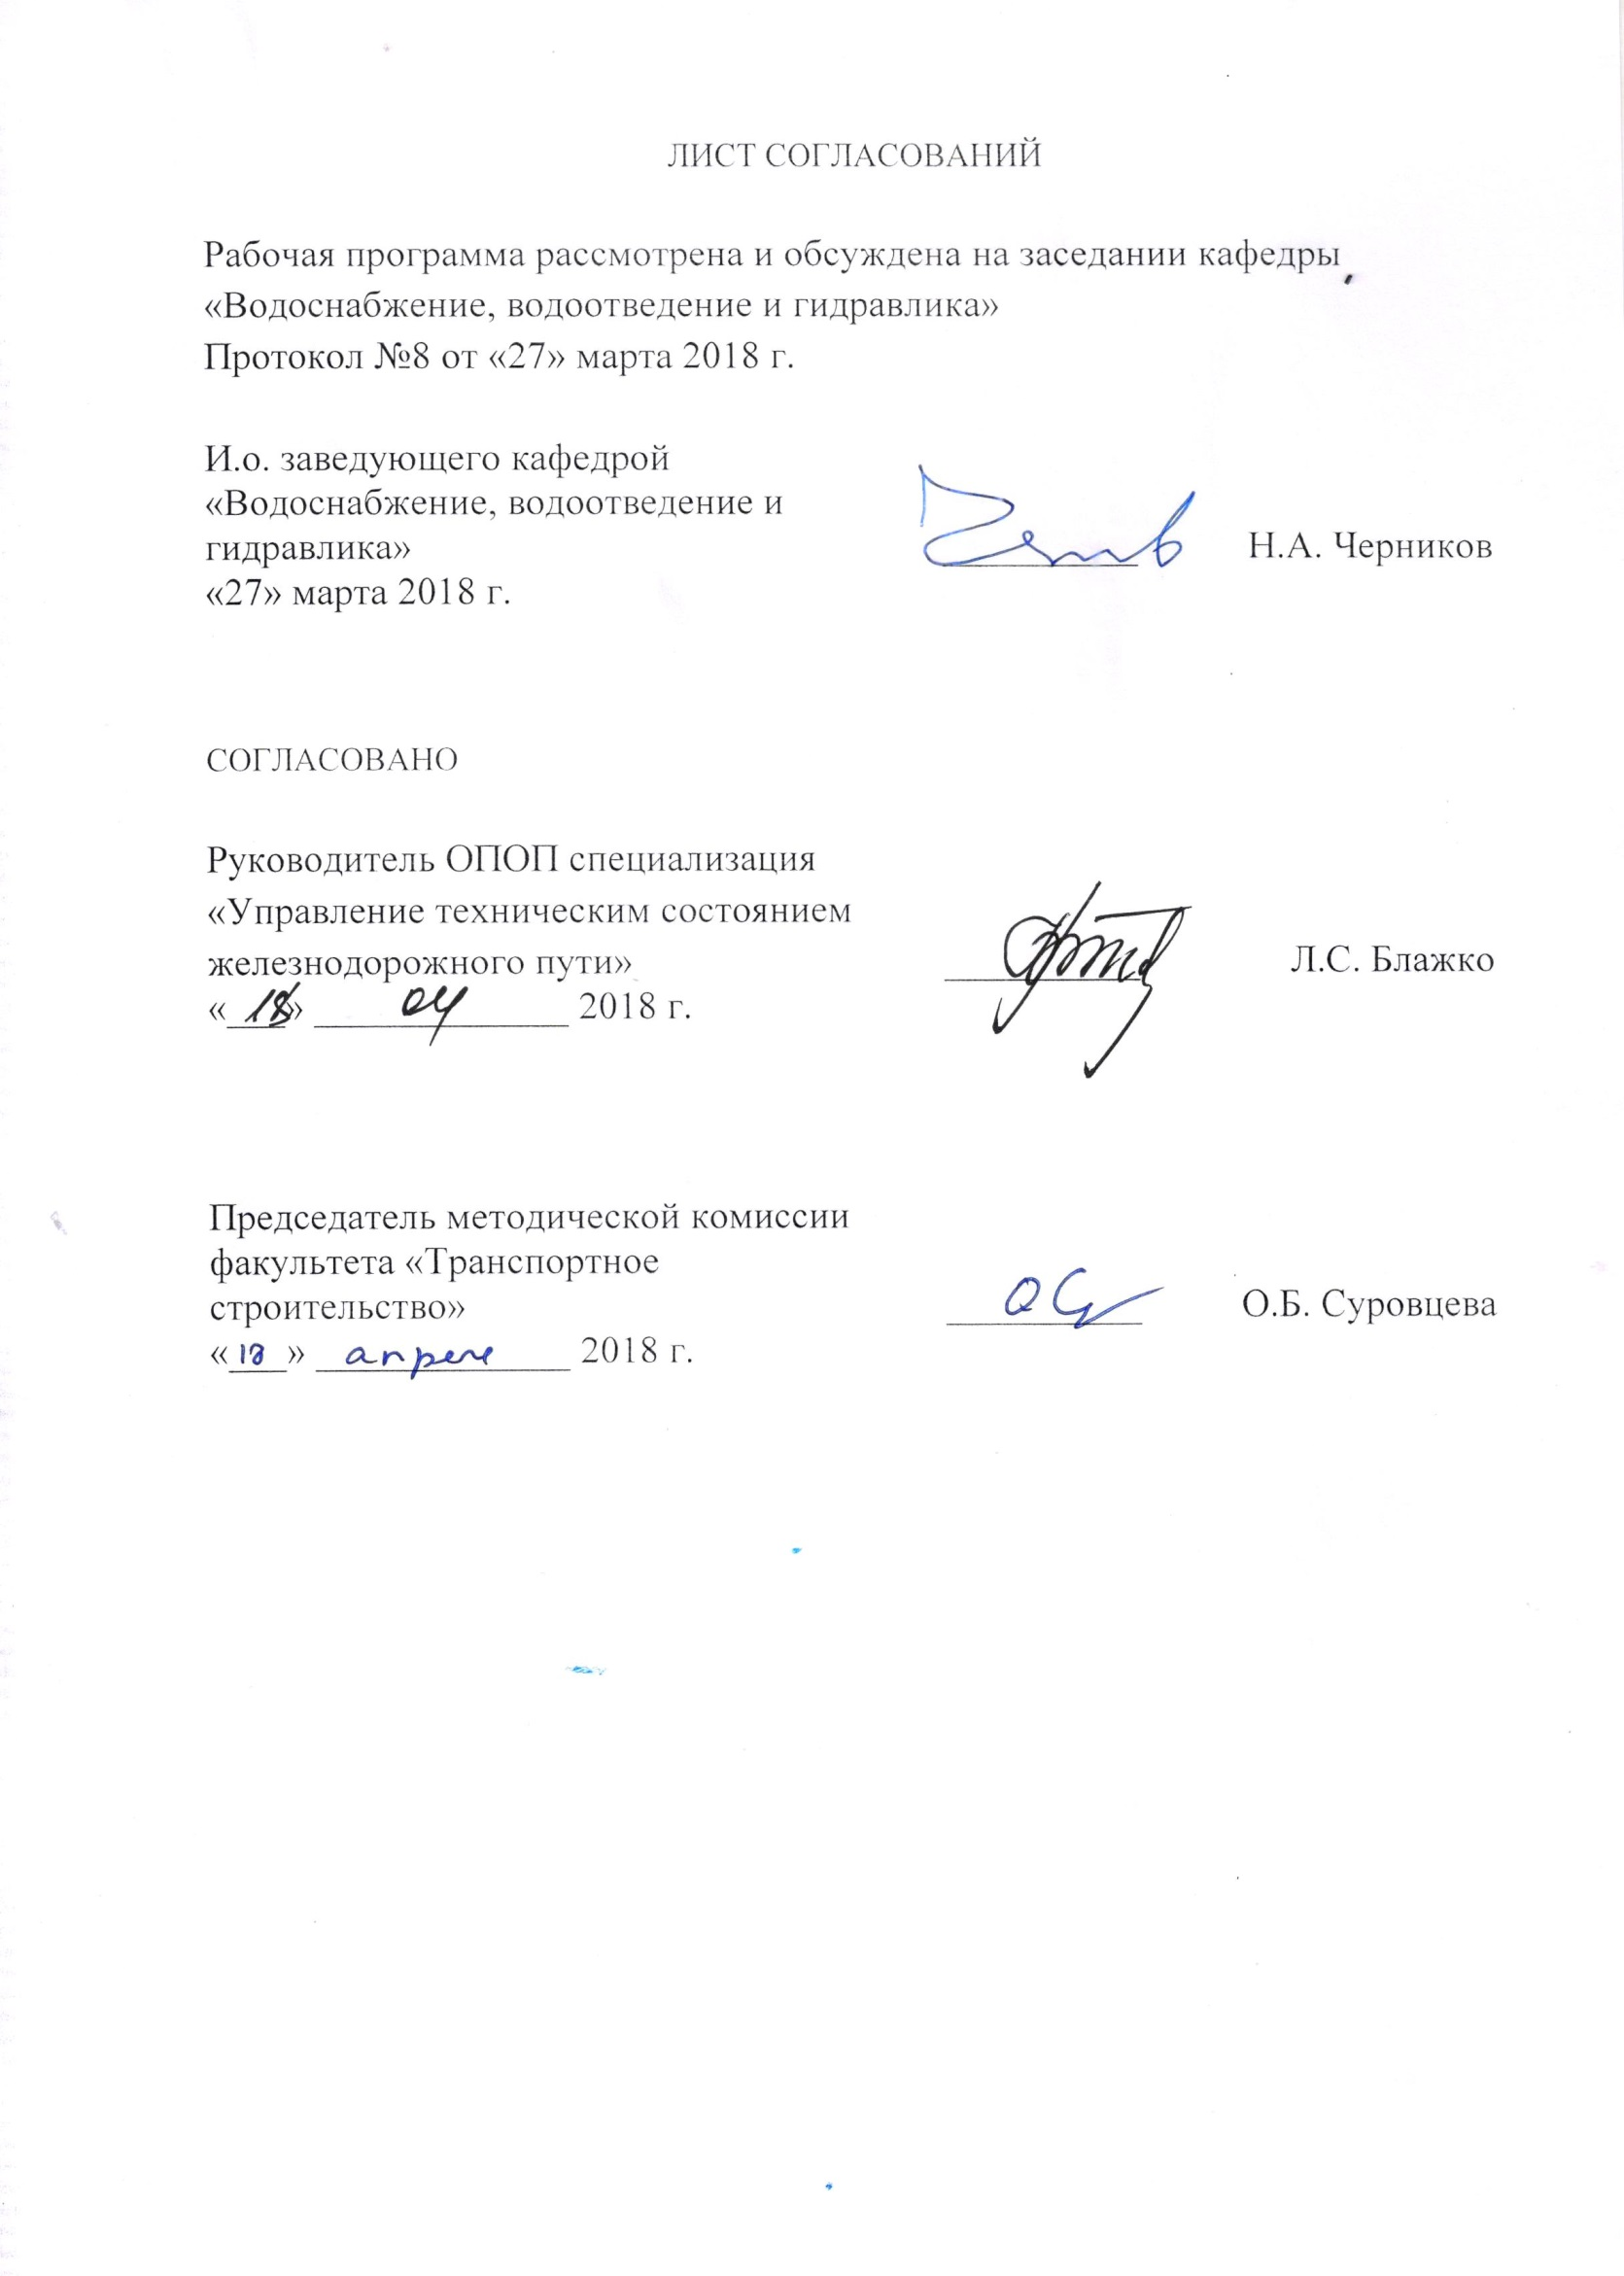 ЛИСТ СОГЛАСОВАНИЙ
Рабочая программа рассмотрена и обсуждена на заседании кафедры
«Водоснабжение, водоотведение и гидравлика»
Протокол №8 от «27» марта 2018 г.
И.о. заведующего кафедрой
«Водоснабжение, водоотведение и
гидравлика» Н.А. Черников
«27» марта 2018 г.
СОГЛАСОВАНО
Руководитель ОПОП специализация
«Управление техническим состоянием
железнодорожного пути» Л.С. Блажко
«18» 04 2018 г.
Председатель методической комиссии
факультета «Транспортное
строительство» О.Б. Суровцева
«18» апреля 2018 г.